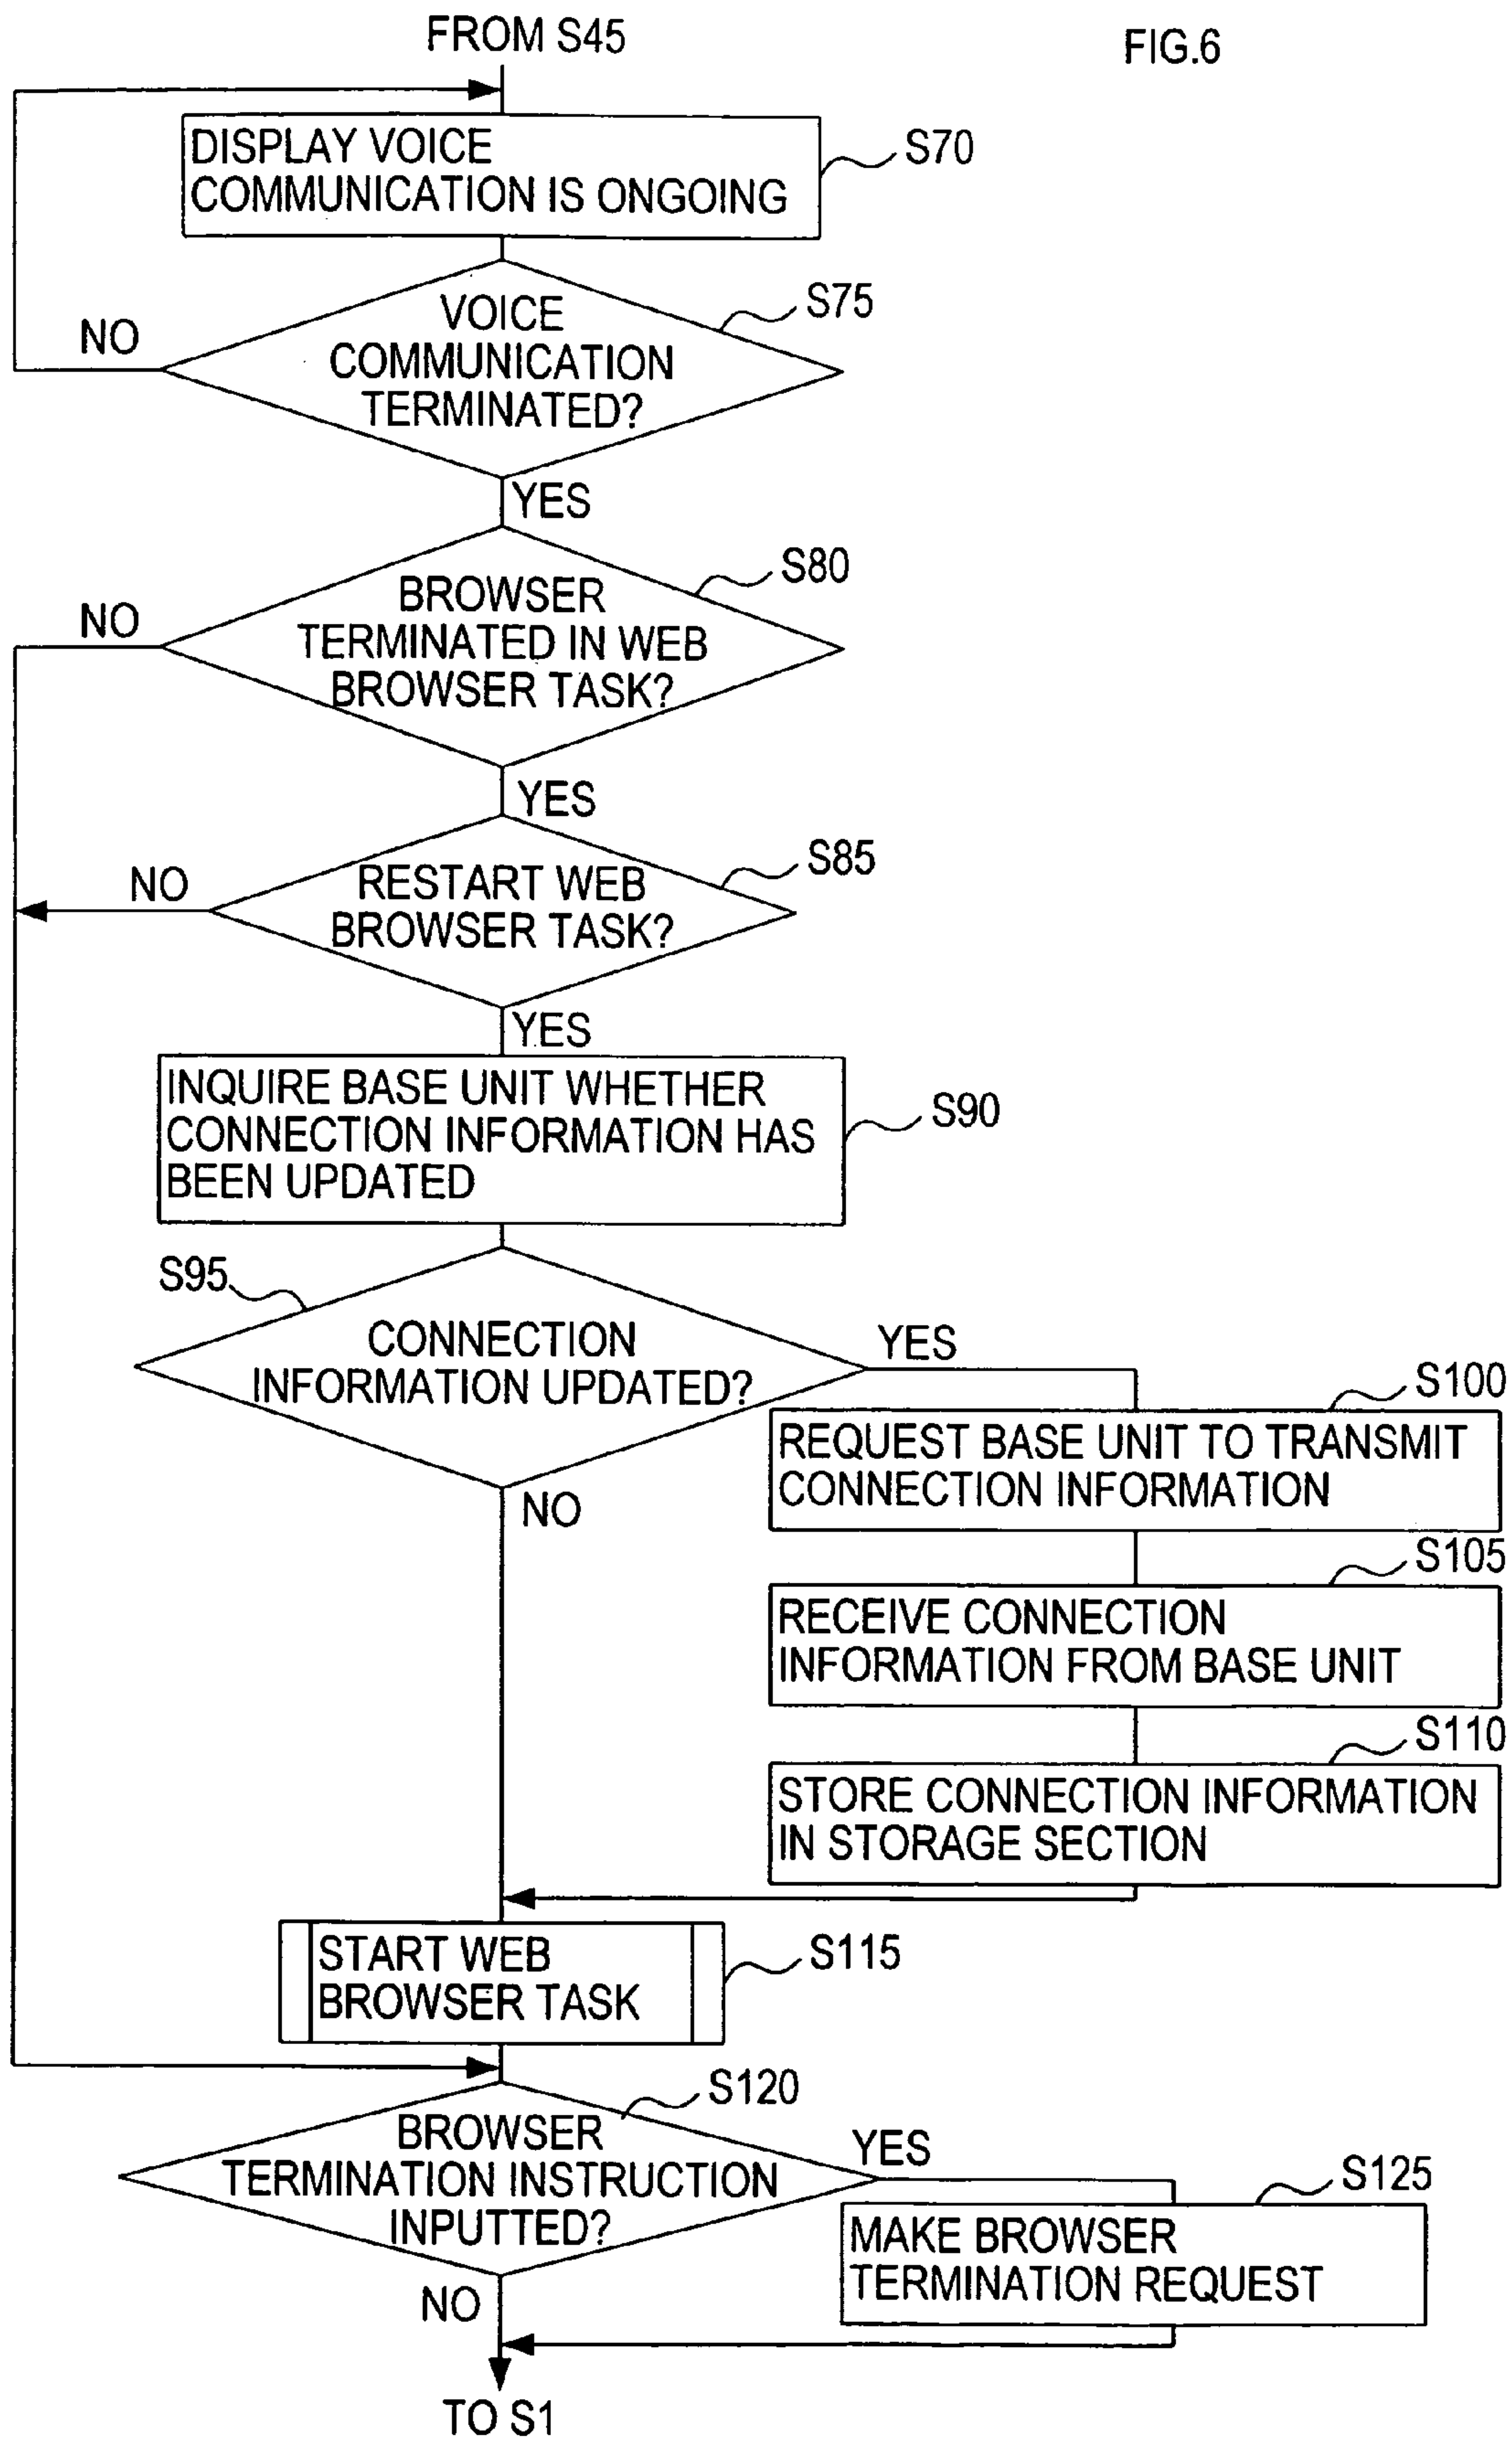 FROM S45
FIG.6
DISPLAY VOICE
COMMUNICATION IS ONGOING
S70
VOICE
COMMUNICATION
TERMINATED?
S75
NO
YES
BROWSER
TERMINATED IN WEB
BROWSER TASK?
S80
NO
YES
RESTART WEB
BROWSER TASK?
S85
NO
YES
INQUIRE BASE UNIT WHETHER
CONNECTION INFORMATION HAS
BEEN UPDATED
S90
S95
CONNECTION
INFORMATION UPDATED?
YES
NO
S100
REQUEST BASE UNIT TO TRANSMIT
CONNECTION INFORMATION
S105
RECEIVE CONNECTION
INFORMATION FROM BASE UNIT
S110
STORE CONNECTION INFORMATION
IN STORAGE SECTION
START WEB
BROWSER TASK
S115
S120
BROWSER
TERMINATION INSTRUCTION
INPUTTED?
YES
NO
S125
MAKE BROWSER
TERMINATION REQUEST
TO S1